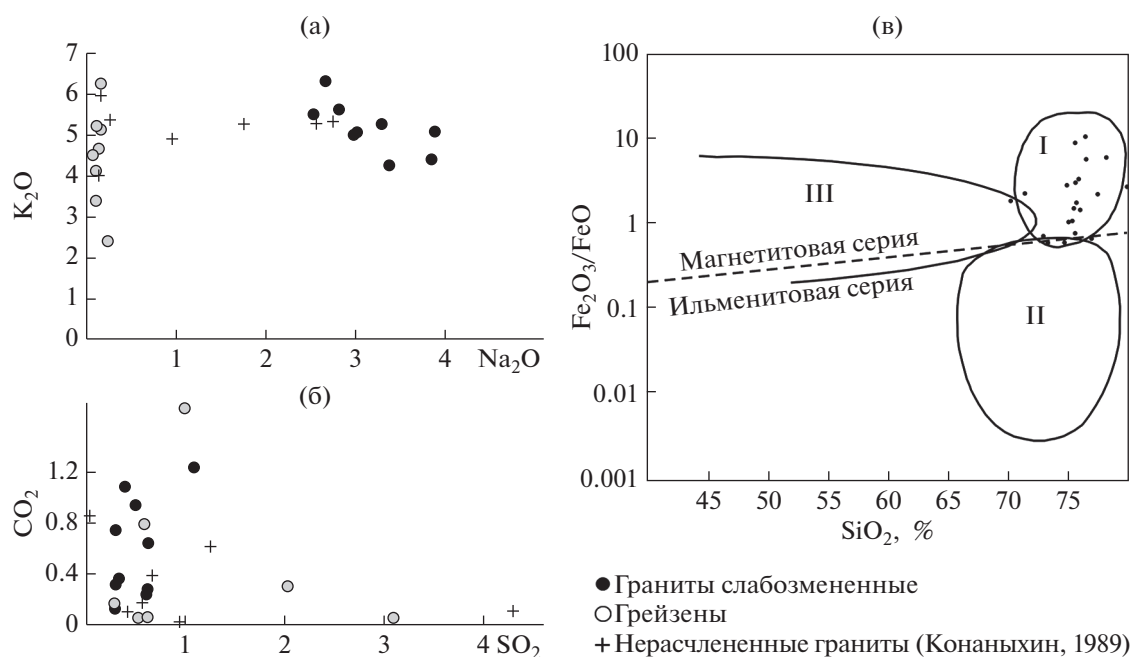 (а)
7
6
5
4
3
2
1
0
K₂O
1 2 3 4 Na₂O
(б)
1.2
0.8
0.4
0
CO₂
1 2 3 4 SO₂
(в)
100
10
1
0.1
0.01
0.001
Fe₂O₃/FeO
I
III
Магнетитовая серия
Ильменитовая серия
II
45 50 55 60 65 70 75
SiO₂, %
Граниты слабозмененные
Грейзены
Нерасчлененные граниты (Конаныхин, 1989)